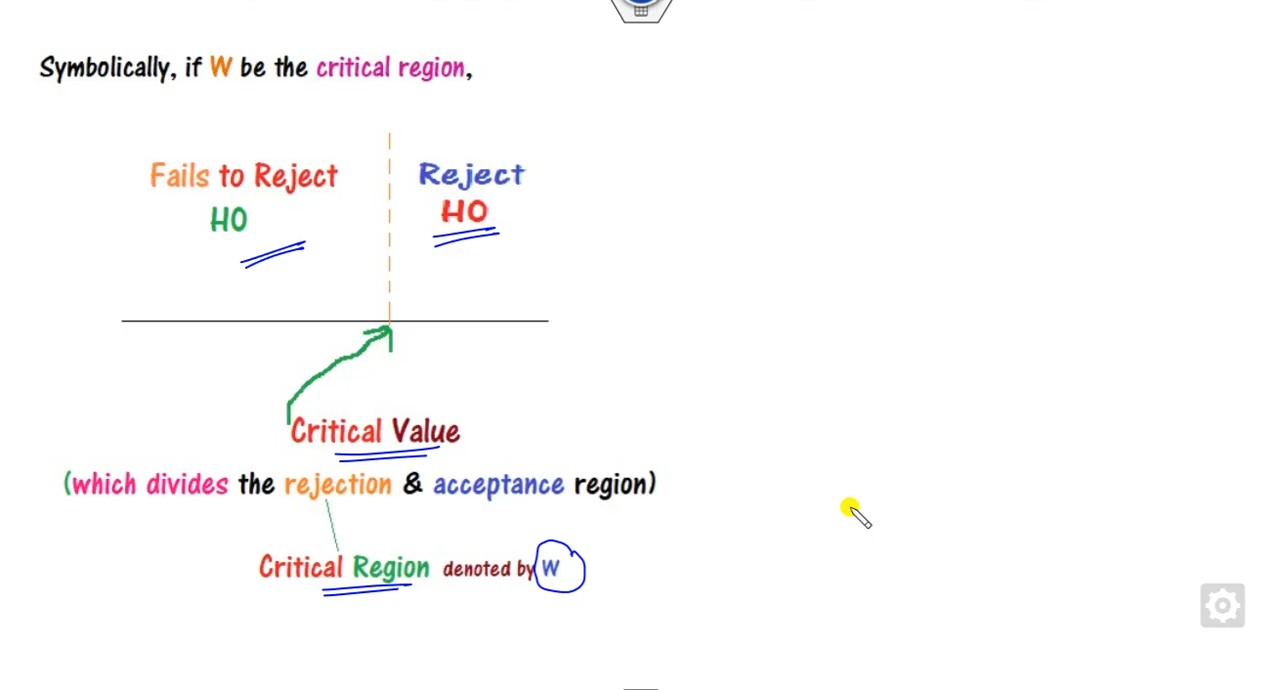 Symbolically, if W be the critical region,
Fails to Reject
HO
Reject
HO
Critical Value
(which divides the rejection & acceptance region)
Critical Region denoted by W